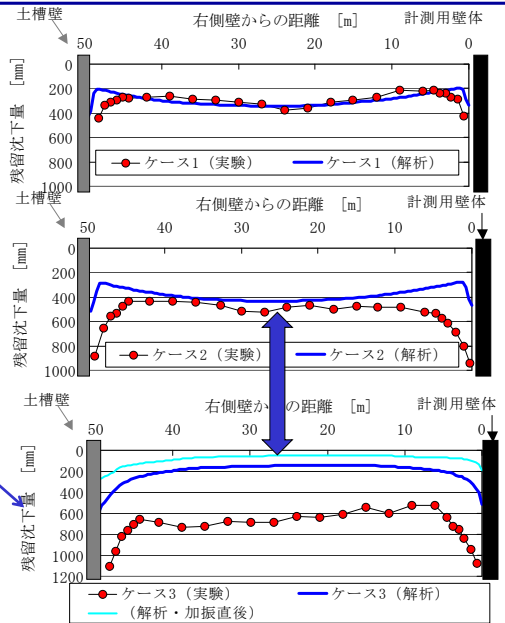 土槽壁
右側壁からの距離 [m]
計測用壁体
50 40 30 20 10 0
残留沈下量 [mm]
0
200
400
600
800
1000
ケース1（実験） ケース1（解析）
土槽壁
右側壁からの距離 [m]
計測用壁体
50 40 30 20 10 0
残留沈下量 [mm]
0
200
400
600
800
1000
ケース2（実験） ケース2（解析）
土槽壁
右側壁からの距離 [m]
計測用壁体
50 40 30 20 10 0
残留沈下量 [mm]
0
200
400
600
800
1000
1200
ケース3（実験） ケース3（解析）
（解析・加振直後）